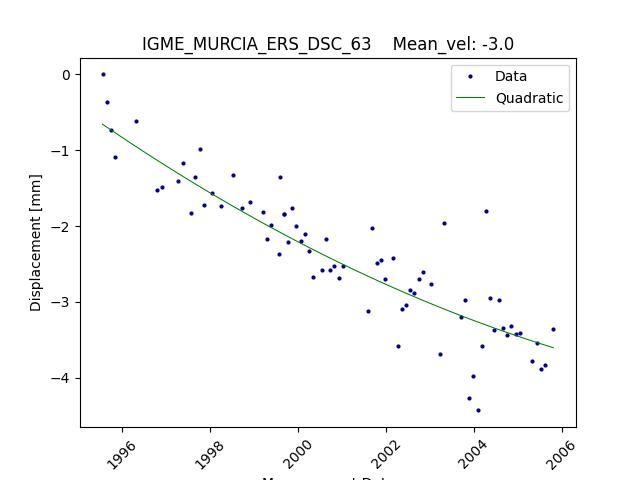 IGME_MURCIA_ERS_DSC_63 Mean_vel: -3.0
Data
Quadratic
Displacement [mm]
0
−1
−2
−3
−4
1996
1998
2000
2002
2004
2006